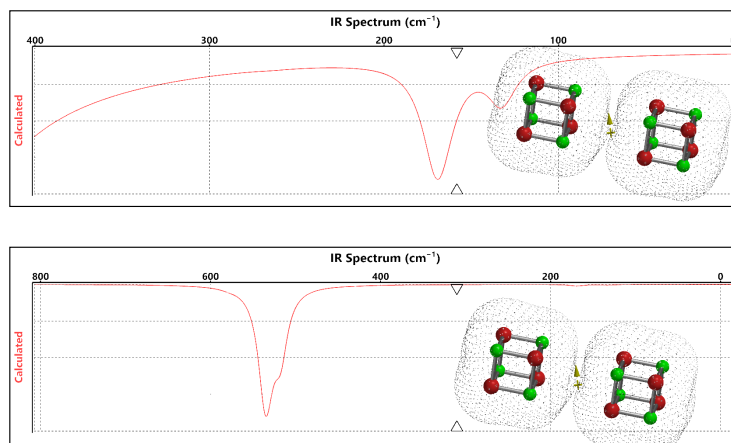 IR Spectrum (cm⁻¹)
400 300 200 100
Calculated
IR Spectrum (cm⁻¹)
800 600 400 200 0
Calculated